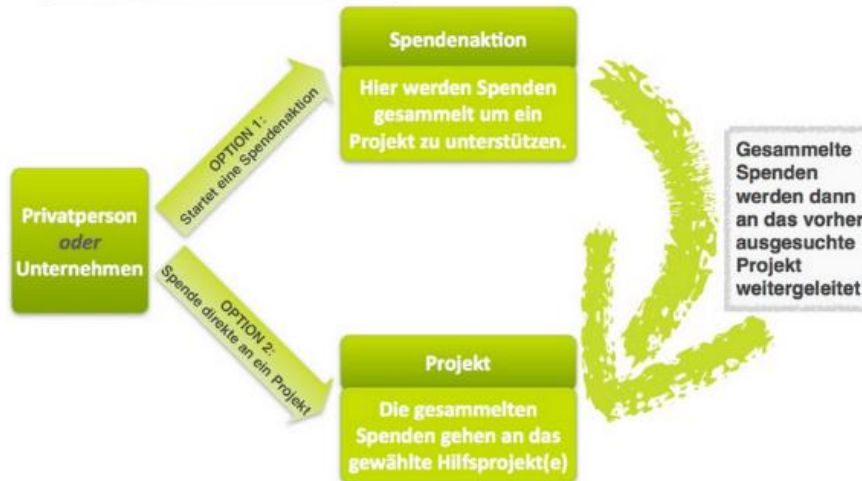 Spendenaktion
Hier werden Spenden
gesammelt um ein
Projekt zu unterstützen.
OPTION 1:
Startet eine Spendenaktion
Privatperson
oder
Unternehmen
OPTION 2:
Spende direkte an ein Projekt
Gesammelte
Spenden
werden dann
an das vorher
ausgesuchte
Projekt
weitergeleitet
Projekt
Die gesammelten
Spenden gehen an das
gewählte Hilfsprojekt(e)